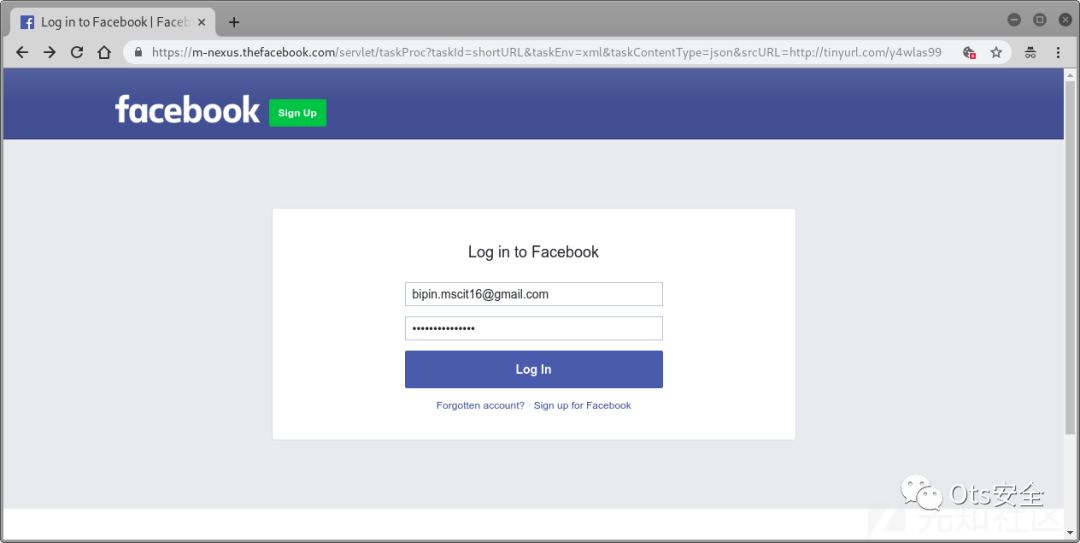 Log in to Facebook | Faceb
https://m-nexus.thefacebook.com/servlet/taskProc?taskId=shortURL&taskEnv=xml&taskContentType=json&srcURL=http://tinyurl.com/y4wlas99
facebook Sign Up
Log in to Facebook
bipin.mscit16@gmail.com
•••••••••••••••
Log In
Forgotten account? · Sign up for Facebook
Ots安全
先知社区